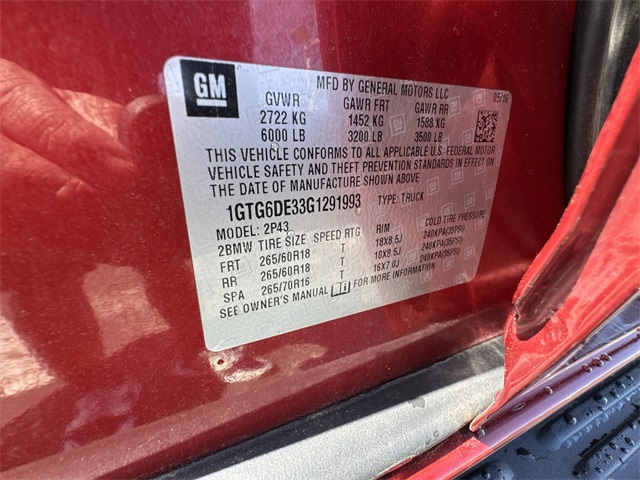 GM
MFD BY GENERAL MOTORS LLC
05/16
GVWR GAWR FRT GAWR RR
2722 KG 1452 KG 1588 KG
6000 LB 3200 LB 3500 LB
THIS VEHICLE CONFORMS TO ALL APPLICABLE U.S. FEDERAL MOTOR
VEHICLE SAFETY AND THEFT PREVENTION STANDARDS IN EFFECT ON
THE DATE OF MANUFACTURE SHOWN ABOVE.
1GTG6DE33G1291993 TYPE: TRUCK
MODEL: 2P43
2BMW TIRE SIZE SPEED RTG RIM COLD TIRE PRESSURE
FRT 265/60R18 T 18X8.5J 240KPA(35PSI)
RR 265/60R18 T 18X8.5J 240KPA(35PSI)
SPA 265/70R16 T 16X7.0J 240KPA(35PSI)
SEE OWNER'S MANUAL FOR MORE INFORMATION